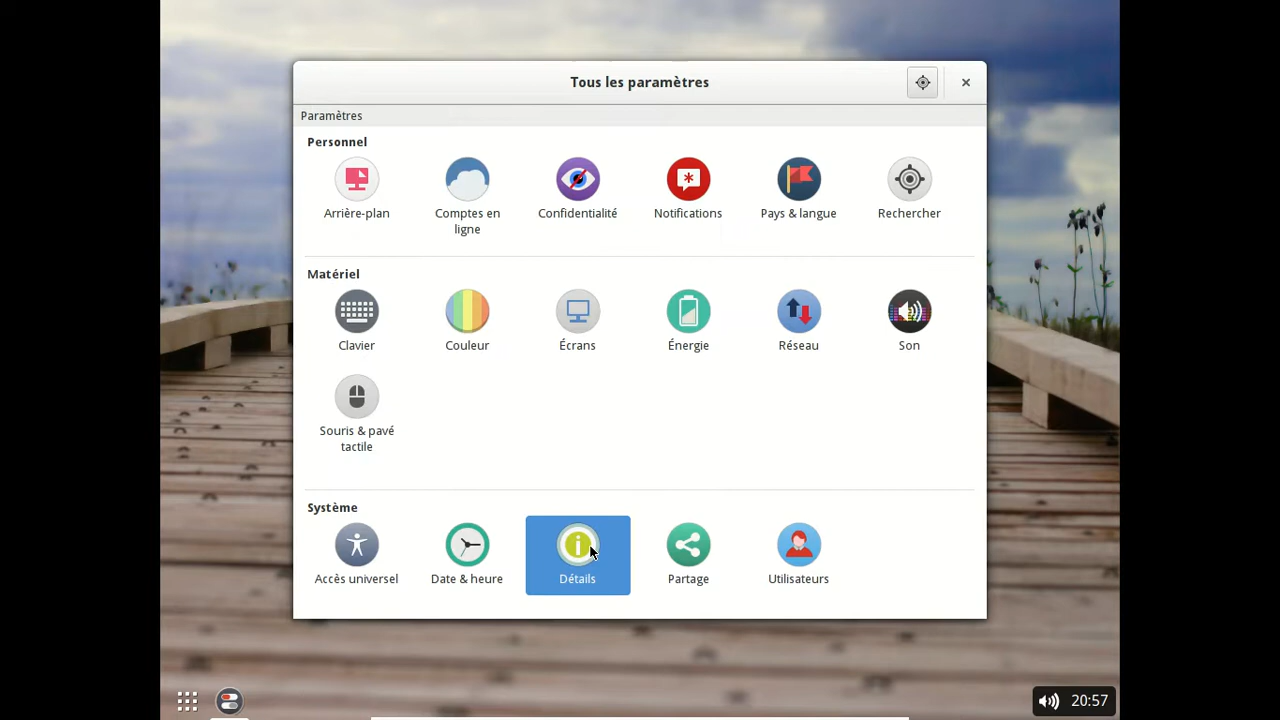 Tous les paramètres
Paramètres
Personnel
Arrière-plan
Comptes en
ligne
Confidentialité
Notifications
Pays & langue
Rechercher
Matériel
Clavier
Couleur
Écrans
Énergie
Réseau
Son
Souris & pavé
tactile
Système
Accès universel
Date & heure
Détails
Partage
Utilisateurs
20:57